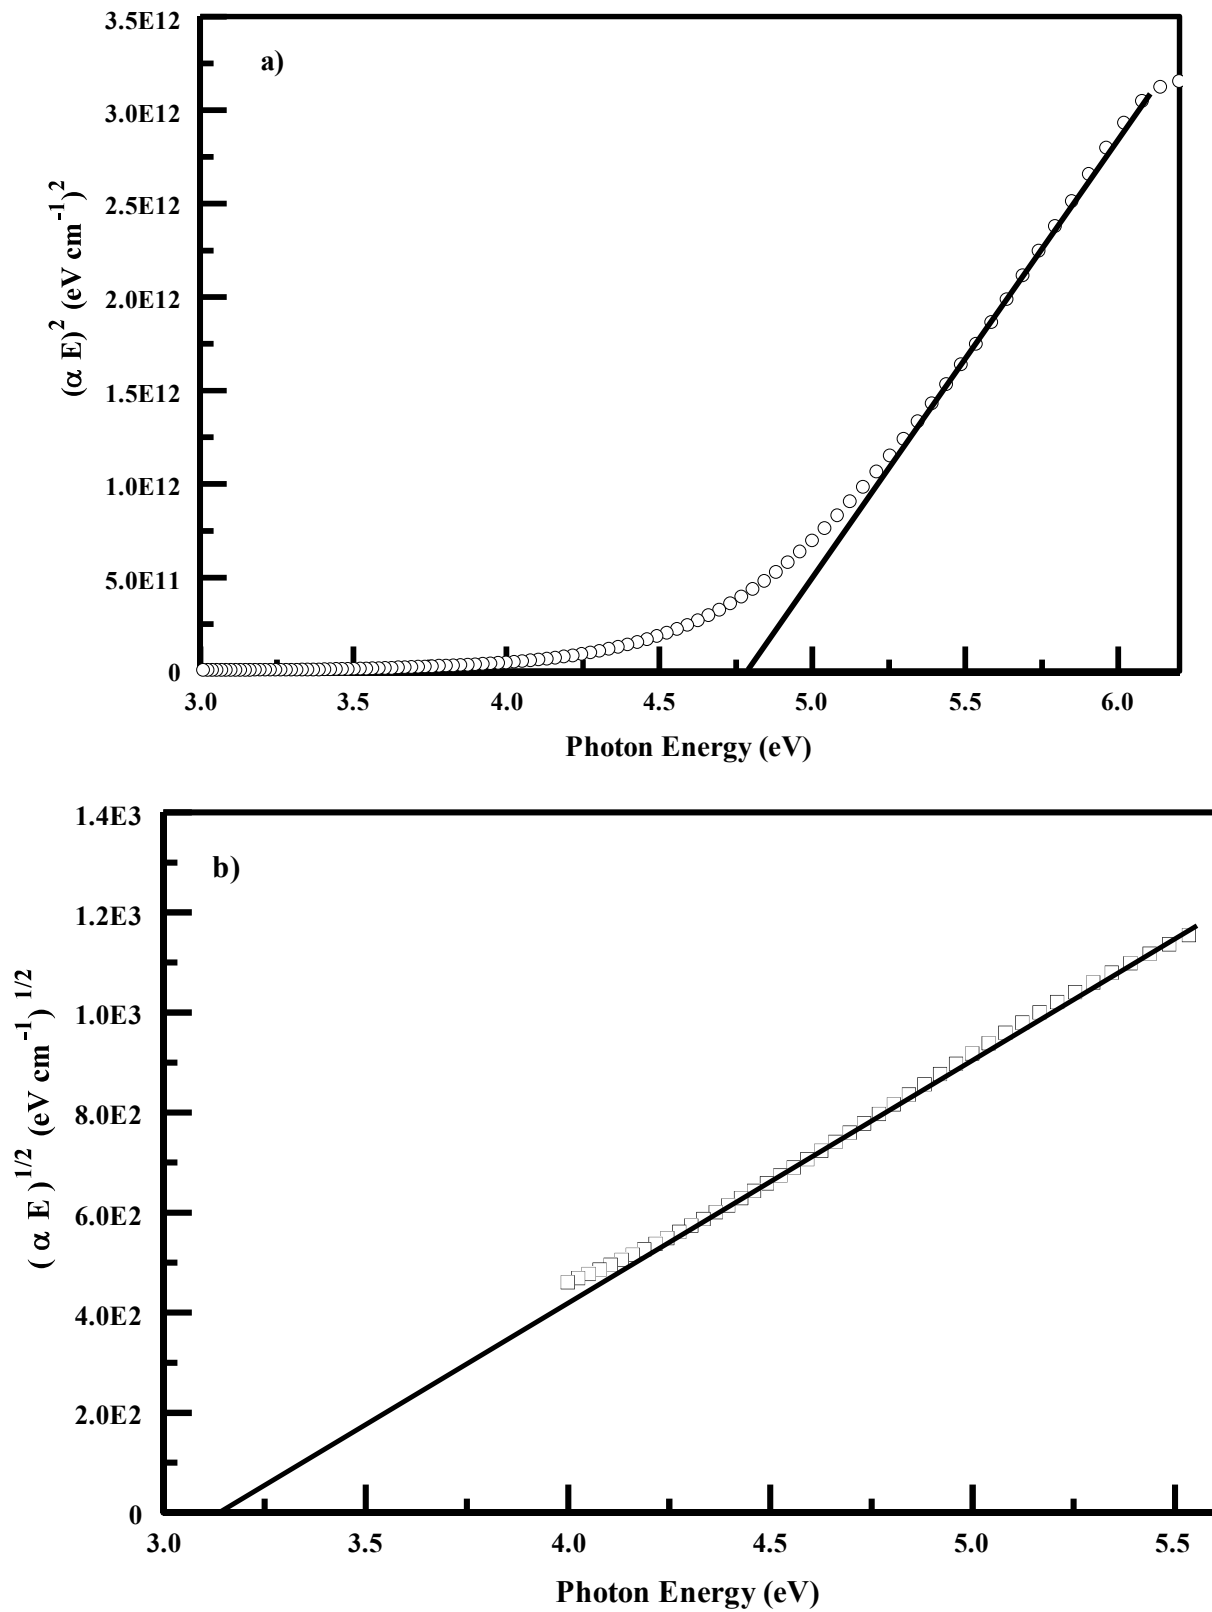 a)
3.5E12
3.0E12
2.5E12
2.0E12
1.5E12
1.0E12
5.0E11
0
(α E)² (eV cm⁻¹)²
3.0 3.5 4.0 4.5 5.0 5.5 6.0
Photon Energy (eV)
b)
1.4E3
1.2E3
1.0E3
8.0E2
6.0E2
4.0E2
2.0E2
0
( α E )^1/2 (eV cm⁻¹) ^1/2
3.0 3.5 4.0 4.5 5.0 5.5
Photon Energy (eV)